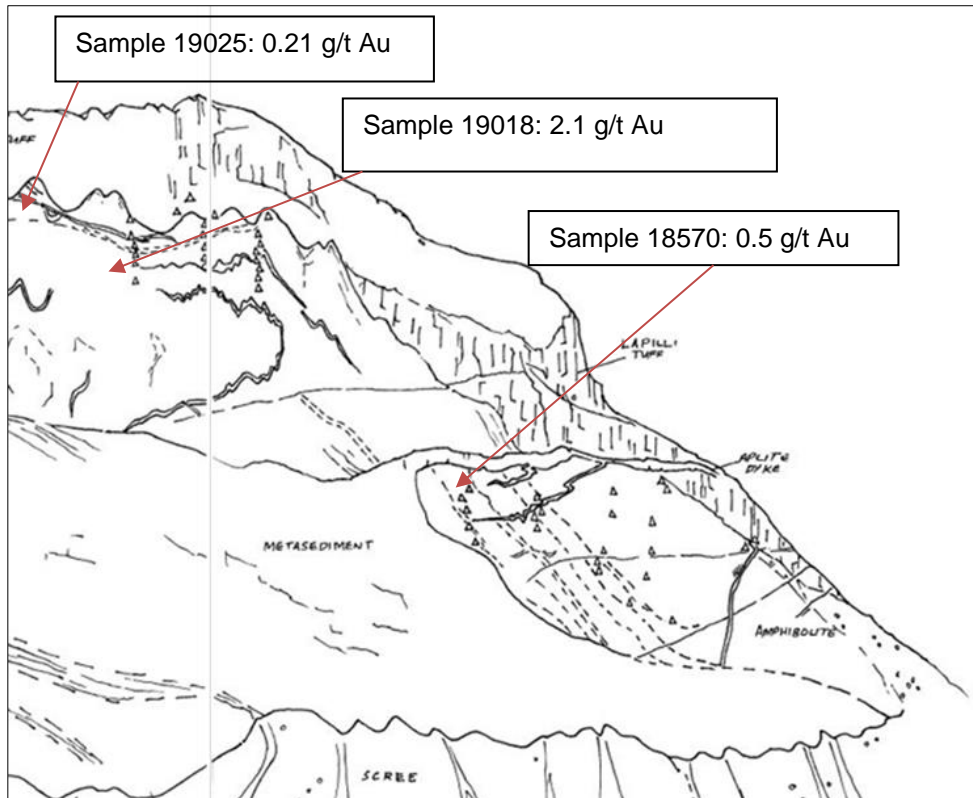 Sample 19025: 0.21 g/t Au
Sample 19018: 2.1 g/t Au
Sample 18570: 0.5 g/t Au
LAPILLI
TUFF
APLITE
DYKE
METASEDIMENT
AMPHIBOLITE
SCREE